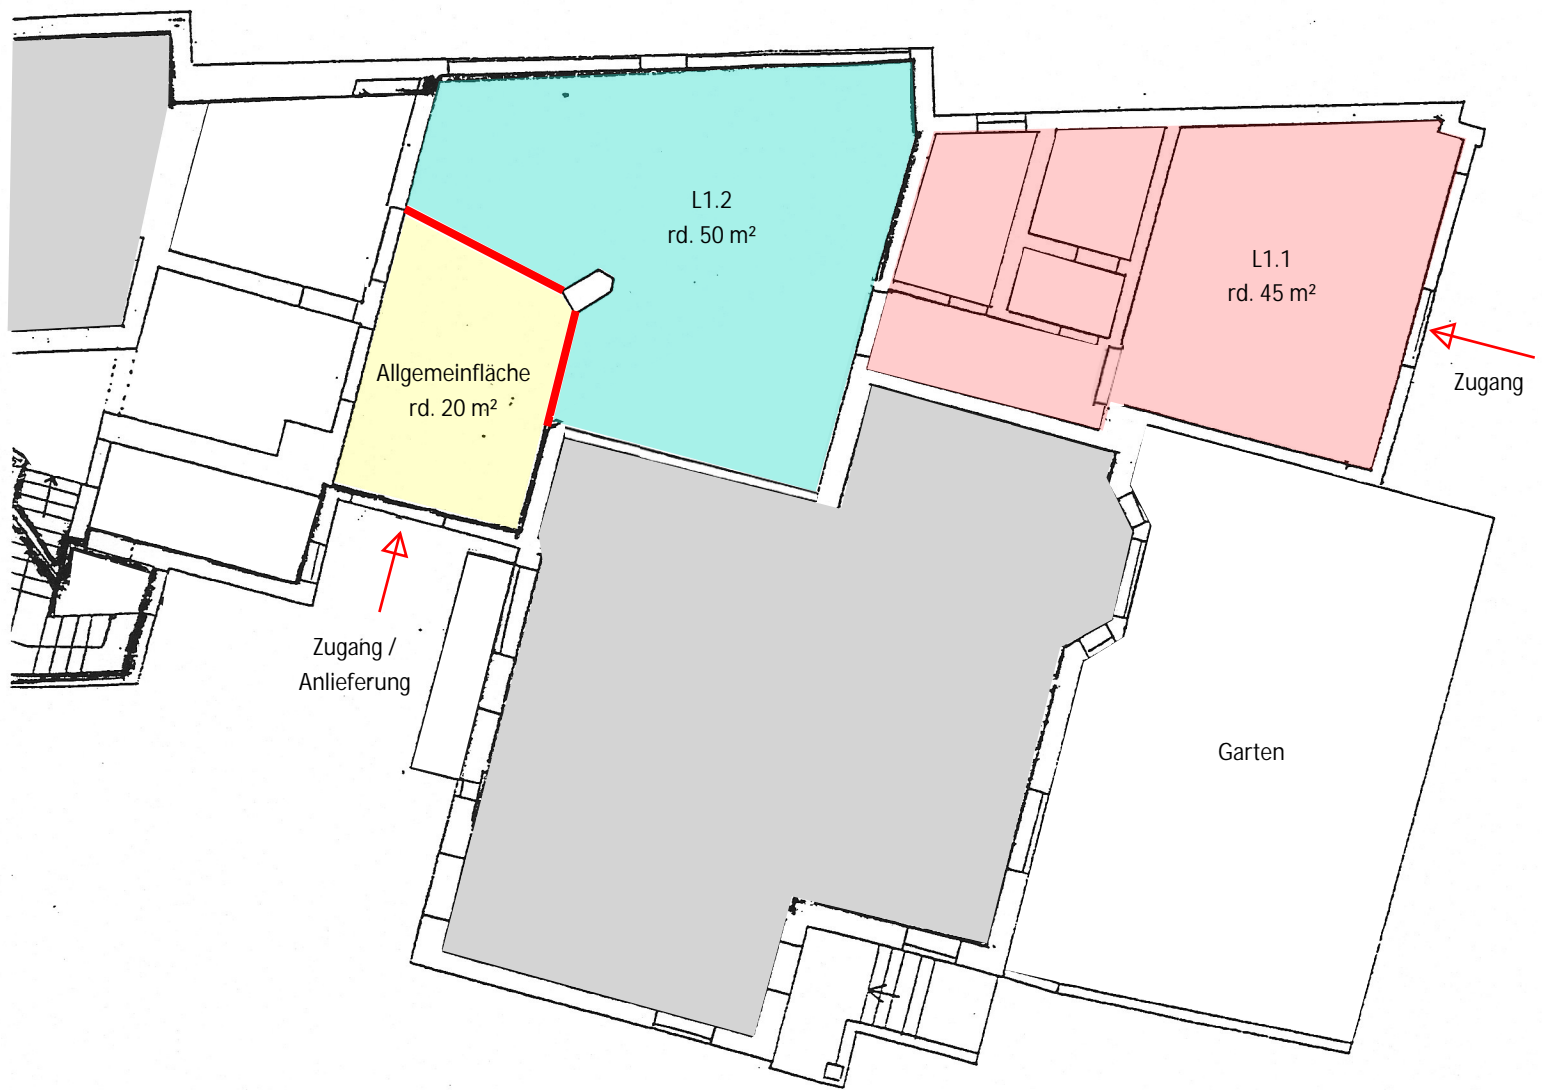 L1.2
rd. 50 m²
L1.1
rd. 45 m²
Zugang
Allgemeinfläche
rd. 20 m²
Zugang /
Anlieferung
Garten